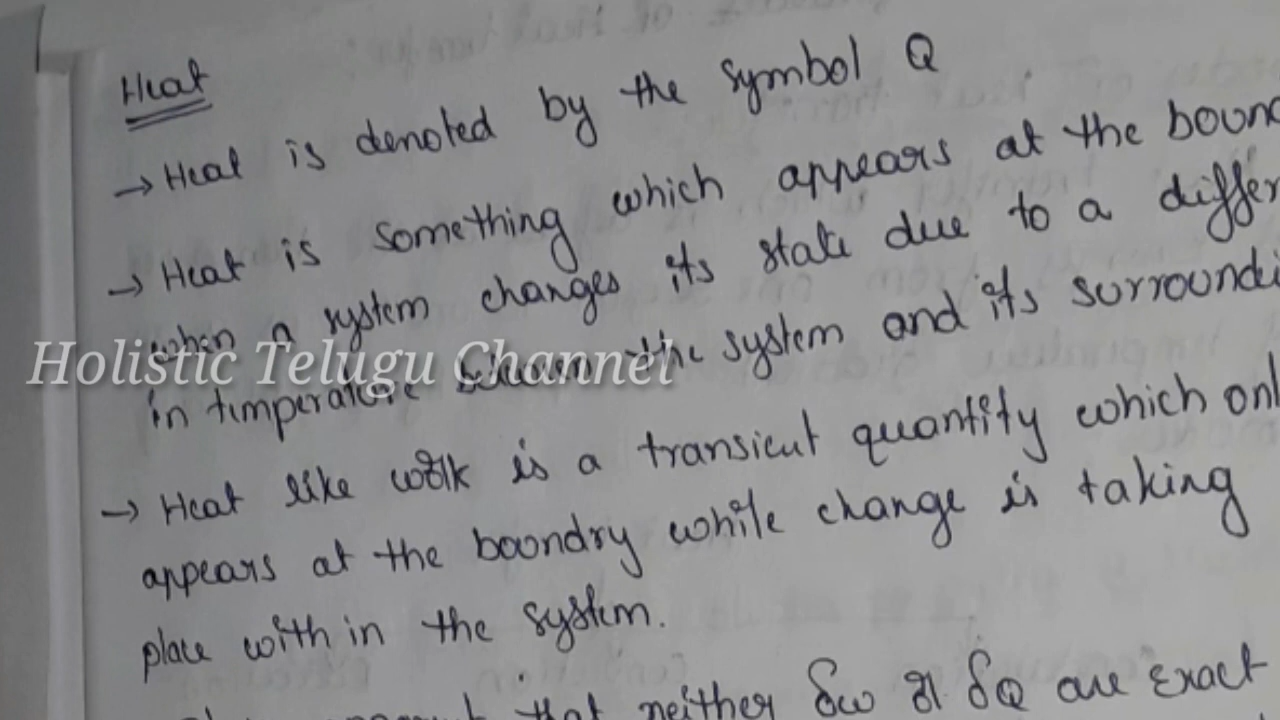 Heat
→ Heat is denoted by the symbol Q
→ Heat is something which appears at the boun
when a system changes its state due to a differ
in temperature between the system and its surroundi
Holistic Telugu Channel
→ Heat like work is a transient quantity which onl
appears at the boondry while change is taking
place with in the system.
that neither δω or δQ are Exact